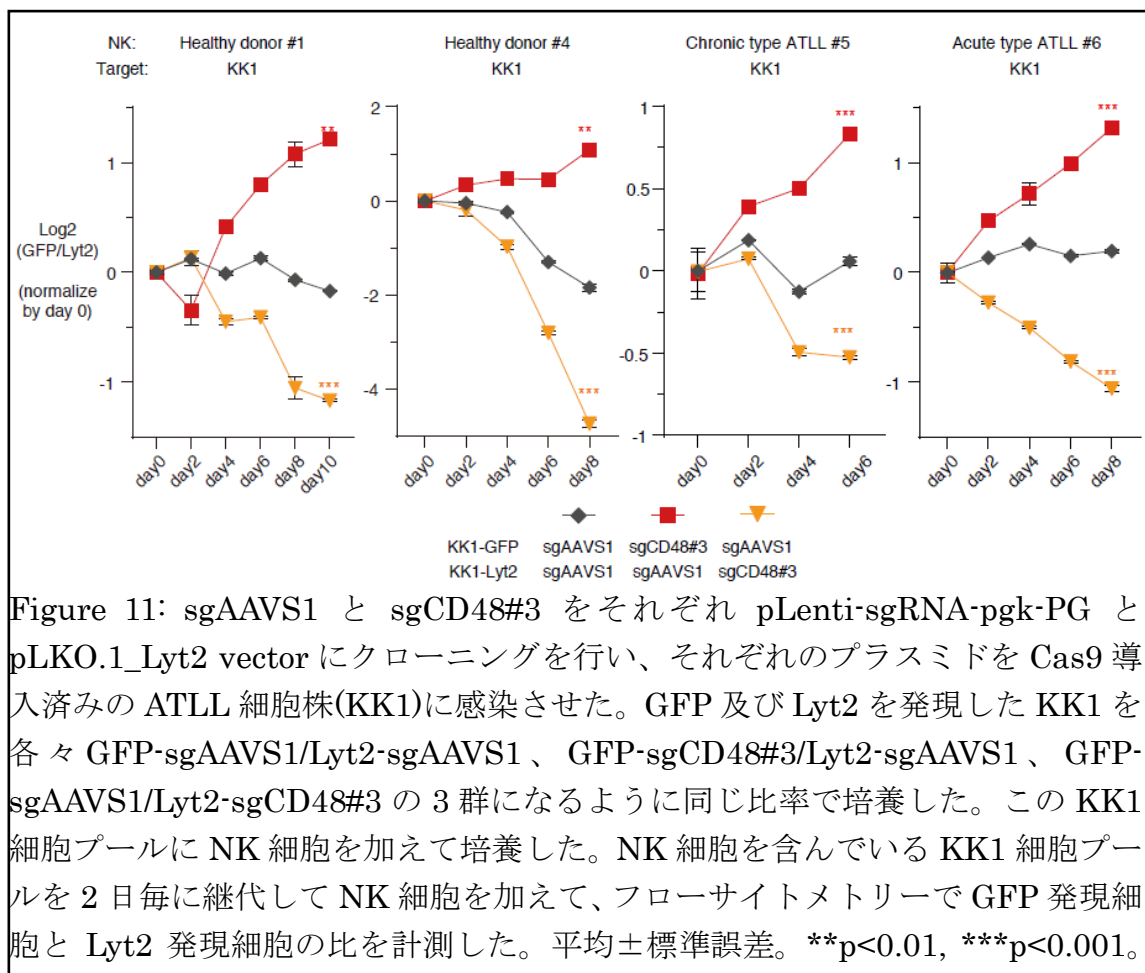 NK: Healthy donor #1 Healthy donor #4 Chronic type ATLL #5 Acute type ATLL #6
Target: KK1 KK1 KK1 KK1
Log2
(GFP/Lyt2)
(normalize
by day 0)
1
0
-1
**
***
day0 day2 day4 day6 day8 day10
2
0
-2
-4
**
***
day0 day2 day4 day6 day8
1
0.5
0
-0.5
-1
***
***
day0 day2 day4 day6
1
0
-1
***
***
day0 day2 day4 day6 day8
KK1-GFP sgAAVS1 sgCD48#3 sgAAVS1
KK1-Lyt2 sgAAVS1 sgAAVS1 sgCD48#3
Figure 11: sgAAVS1 と sgCD48#3 をそれぞれ pLenti-sgRNA-pgk-PG と
pLKO.1_Lyt2 vector にクローニングを行い、それぞれのプラスミドを Cas9 導
入済みの ATLL 細胞株(KK1)に感染させた。GFP 及び Lyt2 を発現した KK1 を
各々 GFP-sgAAVS1/Lyt2-sgAAVS1 、 GFP-sgCD48#3/Lyt2-sgAAVS1 、 GFP-
sgAAVS1/Lyt2-sgCD48#3 の 3 群になるように同じ比率で培養した。この KK1
細胞プールに NK 細胞を加えて培養した。NK 細胞を含んでいる KK1 細胞プー
ルを 2 日毎に継代して NK 細胞を加えて、フローサイトメトリーで GFP 発現細
胞と Lyt2 発現細胞の比を計測した。平均±標準誤差。**p<0.01, ***p<0.001。